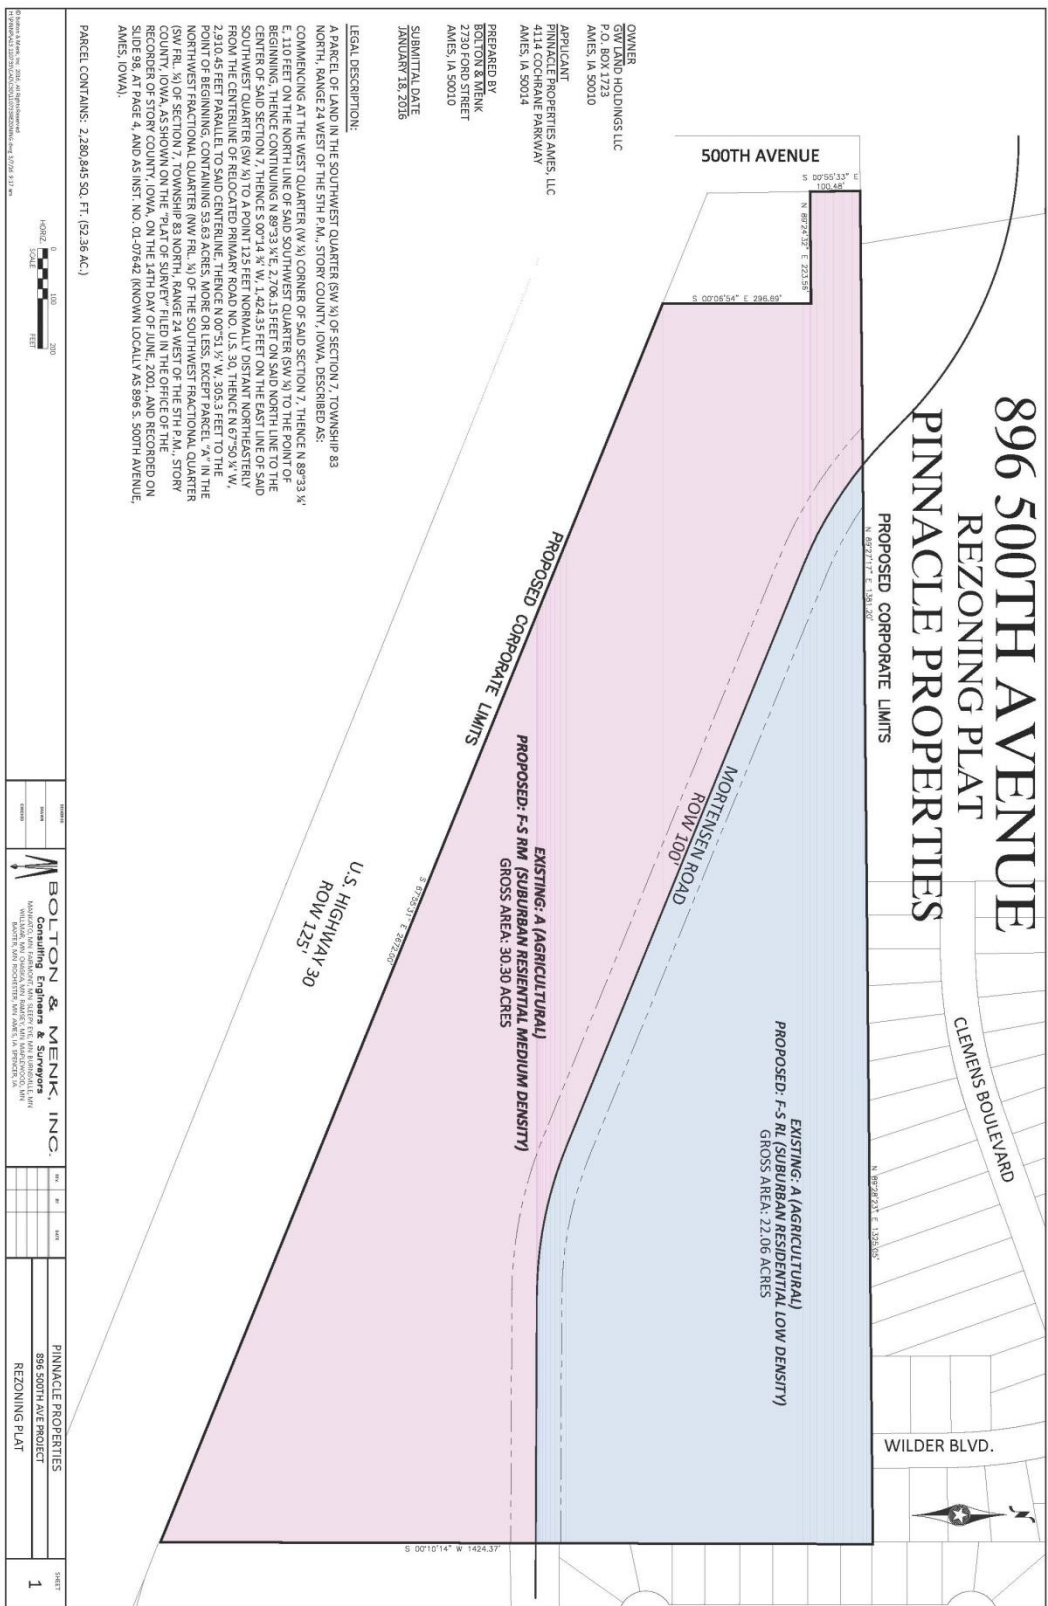 896 500TH AVENUE
REZONING PLAT
PINNACLE PROPERTIES
OWNER
GW LAND HOLDINGS LLC
P.O. BOX 1723
AMES, IA 50010
APPLICANT
PINNACLE PROPERTIES AMES, LLC
4114 COCHRANE PARKWAY
AMES, IA 50014
PREPARED BY
BOLTON & MENK
2730 FORD STREET
AMES, IA 50010
SUBMITTAL DATE
JANUARY 18, 2016
LEGAL DESCRIPTION:
A PARCEL OF LAND IN THE SOUTHWEST QUARTER (SW ¼) OF SECTION 7, TOWNSHIP 83
NORTH, RANGE 24 WEST OF THE 5TH P.M., STORY COUNTY, IOWA, DESCRIBED AS:
COMMENCING AT THE WEST QUARTER (W ¼) CORNER OF SAID SECTION 7, THENCE N 89°33 ¼'
E, 110 FEET ON THE NORTH LINE OF SAID SOUTHWEST QUARTER (SW ¼) TO THE POINT OF
BEGINNING, THENCE CONTINUING N 89°33 ¼'E, 2,706.15 FEET ON SAID NORTH LINE TO THE
CENTER OF SAID SECTION 7, THENCE S 00°14 ¾' W, 1,424.35 FEET ON THE EAST LINE OF SAID
SOUTHWEST QUARTER (SW ¼) TO A POINT 125 FEET NORMALLY DISTANT NORTHEASTERLY
FROM THE CENTERLINE OF RELOCATED PRIMARY ROAD NO. U.S. 30, THENCE N 67°50 ¼' W,
2,910.45 FEET PARALLEL TO SAID CENTERLINE, THENCE N 00°51 ½' W, 305.3 FEET TO THE
POINT OF BEGINNING, CONTAINING 53.63 ACRES, MORE OR LESS, EXCEPT PARCEL "A" IN THE
NORTHWEST FRACTIONAL QUARTER (NW FRL. ¼) OF THE SOUTHWEST FRACTIONAL QUARTER
(SW FRL. ¼) OF SECTION 7, TOWNSHIP 83 NORTH, RANGE 24 WEST OF THE 5TH P.M., STORY
COUNTY, IOWA, AS SHOWN ON THE "PLAT OF SURVEY" FILED IN THE OFFICE OF THE
RECORDER OF STORY COUNTY, IOWA, ON THE 14TH DAY OF JUNE, 2001, AND RECORDED ON
SLIDE 98, AT PAGE 4, AND AS INST. NO. 01-07642 (KNOWN LOCALLY AS 896 S. 500TH AVENUE,
AMES, IOWA).
PARCEL CONTAINS: 2,280,845 SQ. FT. (52.36 AC.)
500TH AVENUE
S 00°55'33" E
100.48'
N 89°24'32" E 223.56'
S 00°06'54" E 296.69'
PROPOSED CORPORATE LIMITS
N 89°27'17" E 1381.20'
N 89°28'23" E 1325.05'
CLEMENS BOULEVARD
WILDER BLVD.
N
MORTENSEN ROAD
ROW 100'
EXISTING: A (AGRICULTURAL)
PROPOSED: F-S RL (SUBURBAN RESIDENTIAL LOW DENSITY)
GROSS AREA: 22.06 ACRES
EXISTING: A (AGRICULTURAL)
PROPOSED: F-S RM (SUBURBAN RESIENTIAL MEDIUM DENSITY)
GROSS AREA: 30.30 ACRES
PROPOSED CORPORATE LIMITS
U.S. HIGHWAY 30
ROW 125'
S 00°10'14" W 1424.37'
HORIZ.
SCALE
0 100 200
FEET
BOLTON & MENK, INC.
Consulting Engineers & Surveyors
PINNACLE PROPERTIES
896 500TH AVE PROJECT
REZONING PLAT
SHEET
1